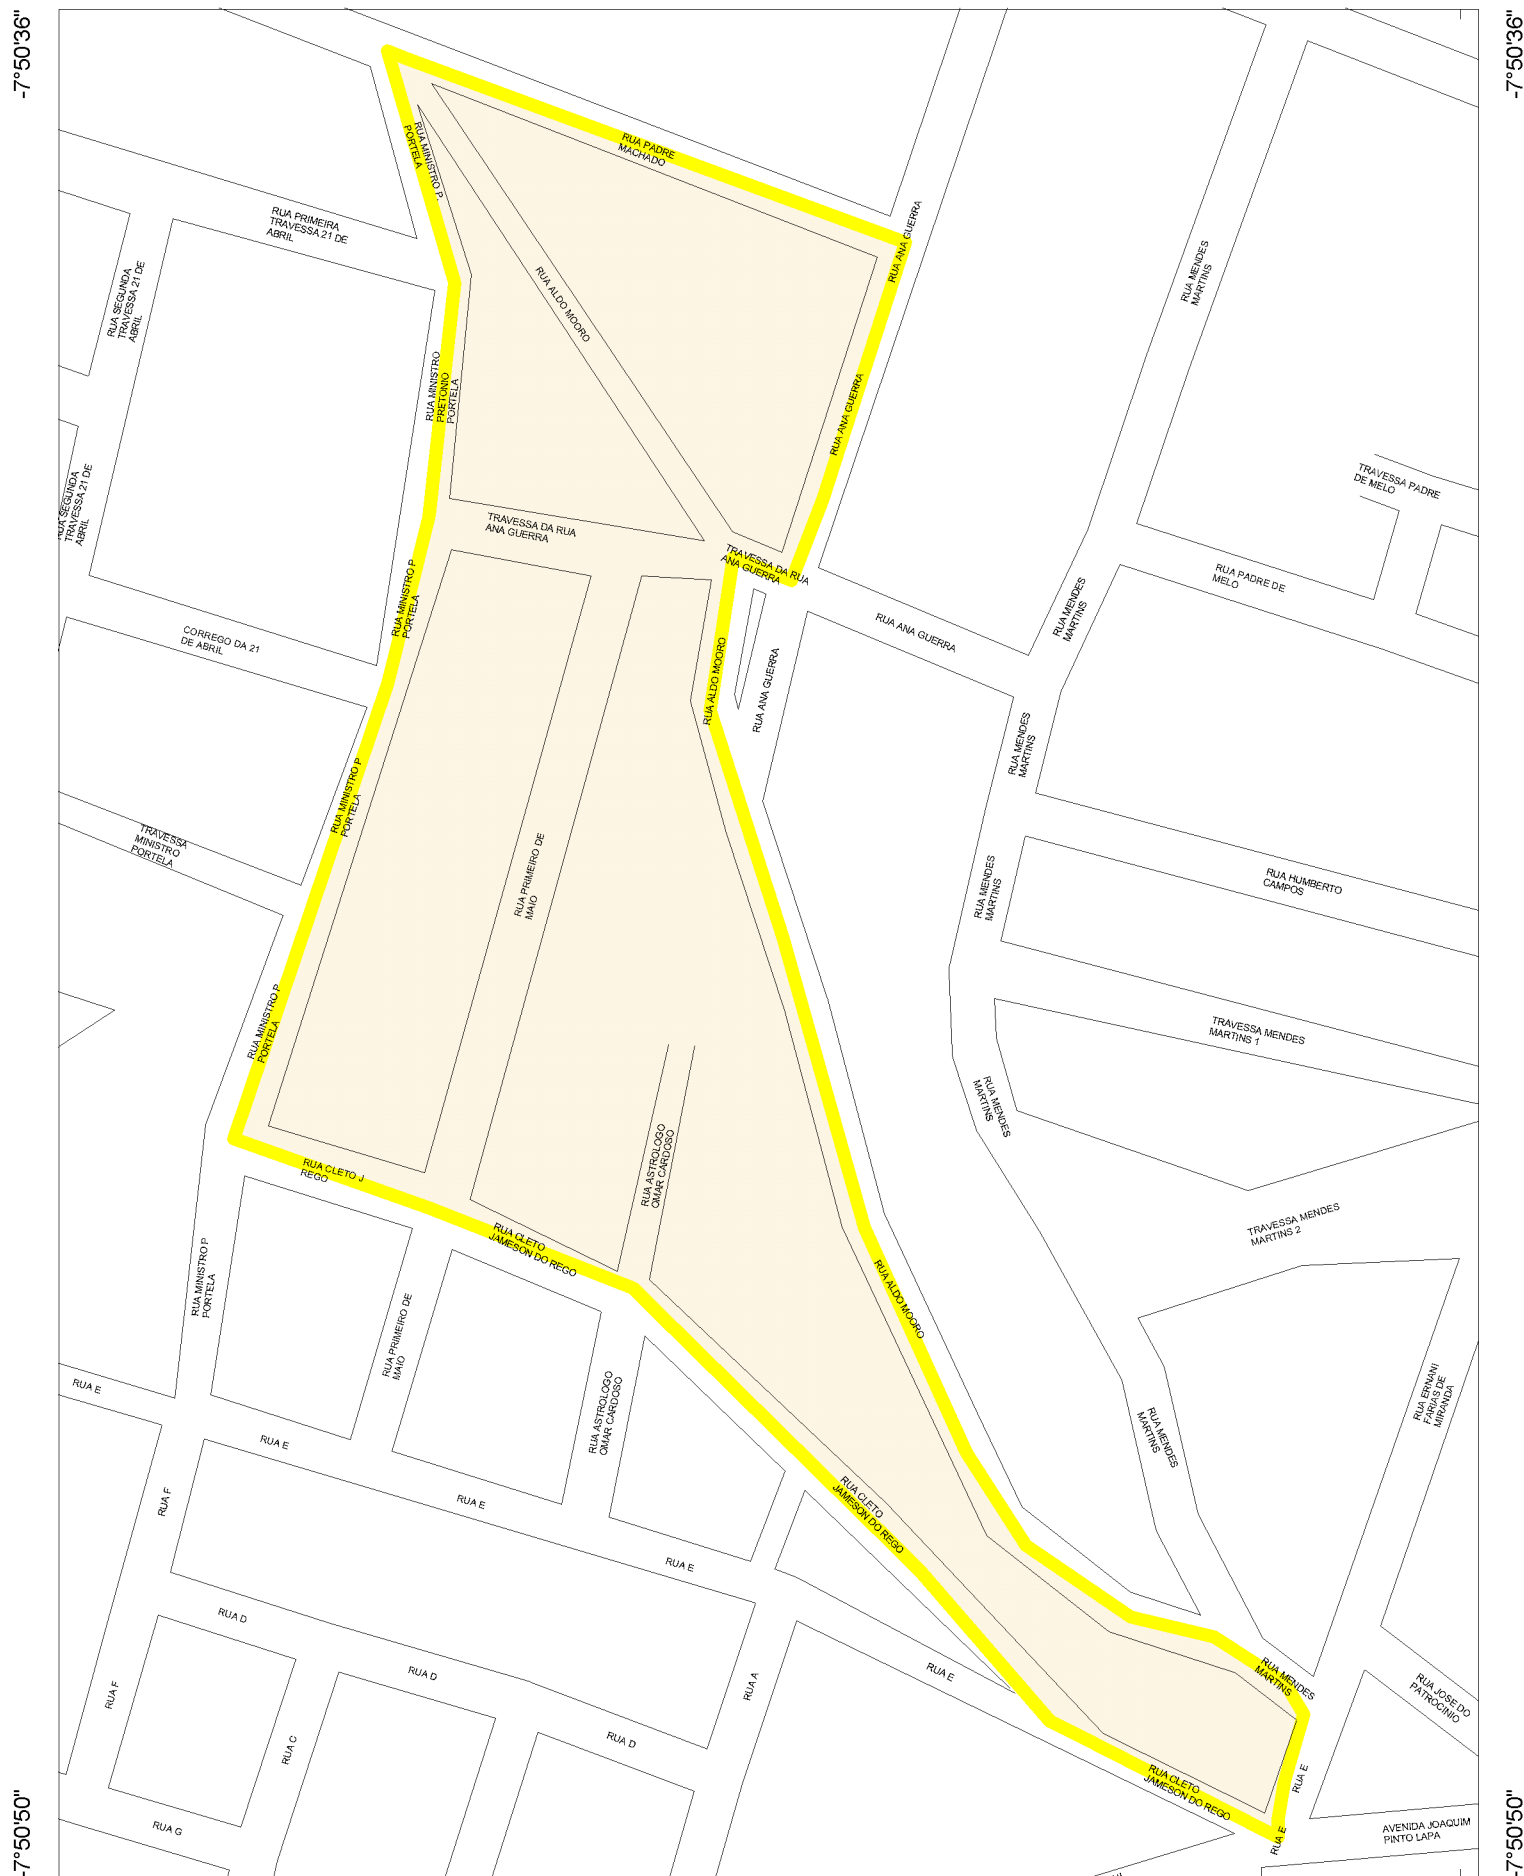 -7°50'36"
-7°50'36"
RUA PADRE
MACHADO
RUA MINISTRO P.
PORTELA
RUA PRIMEIRA
TRAVESSA 21 DE
ABRIL
RUA ANA GUERRA
RUA MENDES
MARTINS
RUA SEGUNDA
TRAVESSA 21 DE
ABRIL
RUA ALDO MOORO
RUA MINISTRO
PRETONIO
PORTELA
RUA ANA GUERRA
RUA SEGUNDA
TRAVESSA 21 DE
ABRIL
TRAVESSA PADRE
DE MELO
TRAVESSA DA RUA
ANA GUERRA
TRAVESSA DA RUA
ANA GUERRA
RUA PADRE DE
MELO
RUA MINISTRO P
PORTELA
RUA MENDES
MARTINS
RUA ANA GUERRA
CORREGO DA 21
DE ABRIL
RUA ALDO MOORO
RUA ANA GUERRA
RUA MENDES
MARTINS
RUA MINISTRO P
PORTELA
TRAVESSA
MINISTRO
PORTELA
RUA PRIMEIRO DE
MAIO
RUA MENDES
MARTINS
RUA HUMBERTO
CAMPOS
RUA MINISTRO P
PORTELA
TRAVESSA MENDES
MARTINS 1
RUA MENDES
MARTINS
RUA ASTROLOGO
OMAR CARDOSO
RUA CLETO J
REGO
RUA CLETO
JAMESON DO REGO
TRAVESSA MENDES
MARTINS 2
RUA MINISTRO P
PORTELA
RUA ALDO MOORO
RUA PRIMEIRO DE
MAIO
RUA E
RUA ASTROLOGO
OMAR CARDOSO
RUA ERNANI
FARIAS DE
MIRANDA
RUA MENDES
MARTINS
RUA E
RUA F
RUA E
RUA CLETO
JAMESON DO REGO
RUA E
RUA D
RUA D
RUA E
RUA A
RUA MENDES
MARTINS
RUA JOSE DO
PATROCINIO
RUA F
RUA C
RUA D
RUA CLETO
JAMESON DO REGO
RUA E
RUA G
RUA E
AVENIDA JOAQUIM
PINTO LAPA
-7°50'50"
-7°50'50"